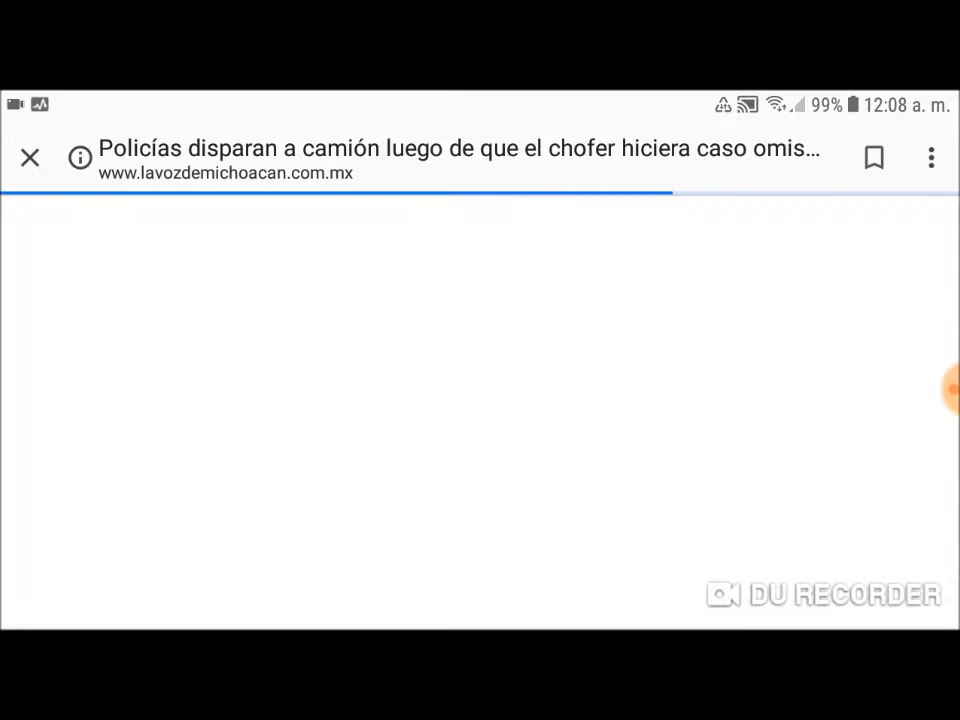 99% 12:08 a. m.
Policías disparan a camión luego de que el chofer hiciera caso omis...
www.lavozdemichoacan.com.mx
DU RECORDER